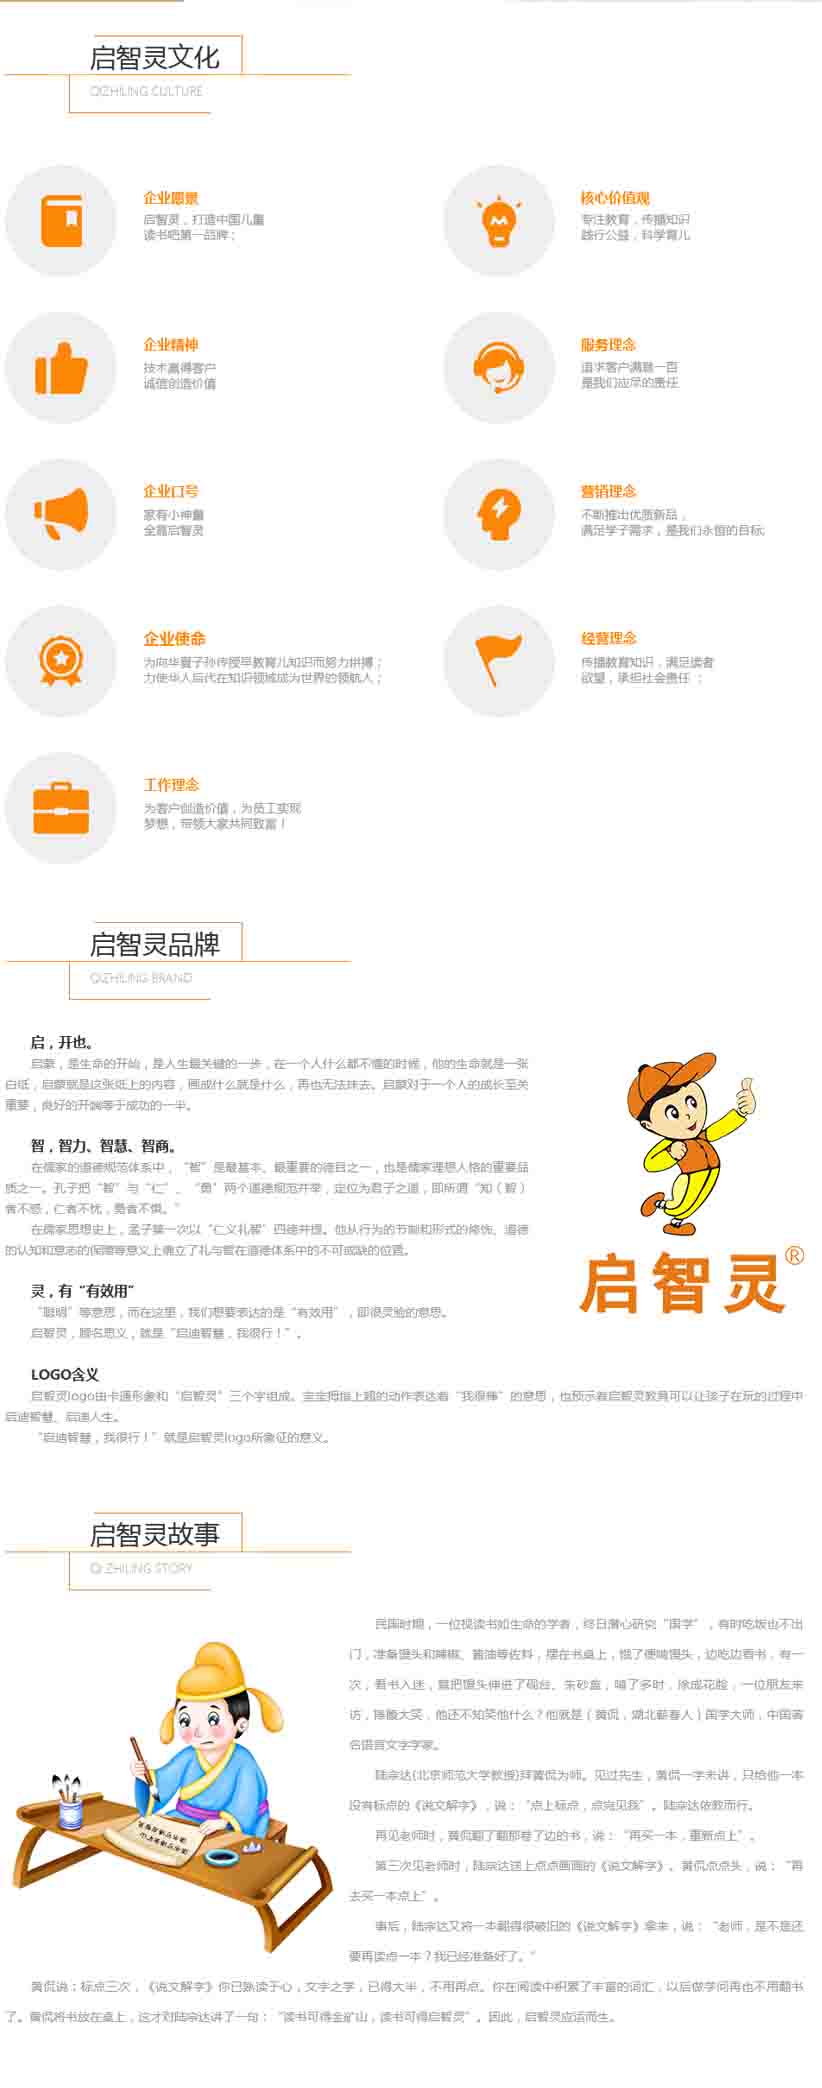 启智灵文化
QIZHILING CULTURE
企业愿景
启智灵，打造中国儿童
读书吧第一品牌；
核心价值观
专注教育，传播知识
践行公益，科学育儿
企业精神
技术赢得客户
诚信创造价值
服务理念
追求客户满意一百
是我们应尽的责任
企业口号
家有小神童
全靠启智灵
营销理念
不断推出优质新品，
满足学子需求，是我们永恒的目标;
企业使命
为向华夏子孙传授早教育儿知识而努力拼搏；
力使华人后代在知识领域成为世界的领航人；
经营理念
传播教育知识，满足读者
欲望，承担社会责任 ；
工作理念
为客户创造价值，为员工实现
梦想，带领大家共同致富！
启智灵品牌
QIZHILING BRAND
启，开也。
启蒙，是生命的开始，是人生最关键的一步，在一个人什么都不懂的时候，他的生命就是一张
白纸，启蒙就是这张纸上的内容，画成什么就是什么，再也无法抹去。启蒙对于一个人的成长至关
重要，良好的开端等于成功的一半。
智，智力、智慧、智商。
在儒家的道德规范体系中，“智”是最基本、最重要的德目之一，也是儒家理想人格的重要品
质之一。孔子把“智”与“仁”、“勇”两个道德规范并举，定位为君子之道，即所谓“知（智）
者不惑，仁者不忧，勇者不惧。”
在儒家思想史上，孟子第一次以“仁义礼智”四德并提。他从行为的节制和形式的修饰、道德
的认知和意志的保障等意义上确立了礼与智在道德体系中的不可或缺的位置。
灵，有“有效用”
“聪明”等意思，而在这里，我们想要表达的是“有效用”，即很灵验的意思。
启智灵，顾名思义，就是“启迪智慧，我很行！”。
启智灵®
LOGO含义
启智灵logo由卡通形象和“启智灵”三个字组成。宝宝拇指上翘的动作表达着“我很棒”的意思，也预示着启智灵教具可以让孩子在玩的过程中
启迪智慧、启迪人生。
“启迪智慧，我很行！”就是启智灵logo所象征的意义。
启智灵故事
QI ZHILING STORY
民国时期，一位视读书如生命的学者，终日潜心研究“国学”，有时吃饭也不出
门，准备馒头和辣椒、酱油等佐料，摆在书桌上，饿了便啃馒头，边吃边看书，有一
次，看书入迷，竟把馒头伸进了砚台、朱砂盒，啃了多时，涂成花脸，一位朋友来
访，捧腹大笑，他还不知笑他什么？他就是（黄侃，湖北蕲春人）国学大师，中国著
名语言文字学家。
陆宗达(北京师范大学教授)拜黄侃为师。见过先生，黄侃一字未讲，只给他一本
没有标点的《说文解字》，说：“点上标点，点完见我”。陆宗达依教而行。
再见老师时，黄侃翻了翻那卷了边的书，说：“再买一本，重新点上”。
第三次见老师时，陆宗达送上点点画画的《说文解字》。黄侃点点头，说：“再
去买一本点上”。
事后，陆宗达又将一本翻得很破旧的《说文解字》拿来，说：“老师，是不是还
要再读点一本？我已经准备好了。”
黄侃说：标点三次，《说文解字》你已熟读于心，文字之学，已得大半，不用再点。你在阅读中积累了丰富的词汇，以后做学问再也不用翻书
了。黄侃将书放在桌上，这才对陆宗达讲了一句：“读书可得金矿山，读书可得启智灵”。因此，启智灵应运而生。